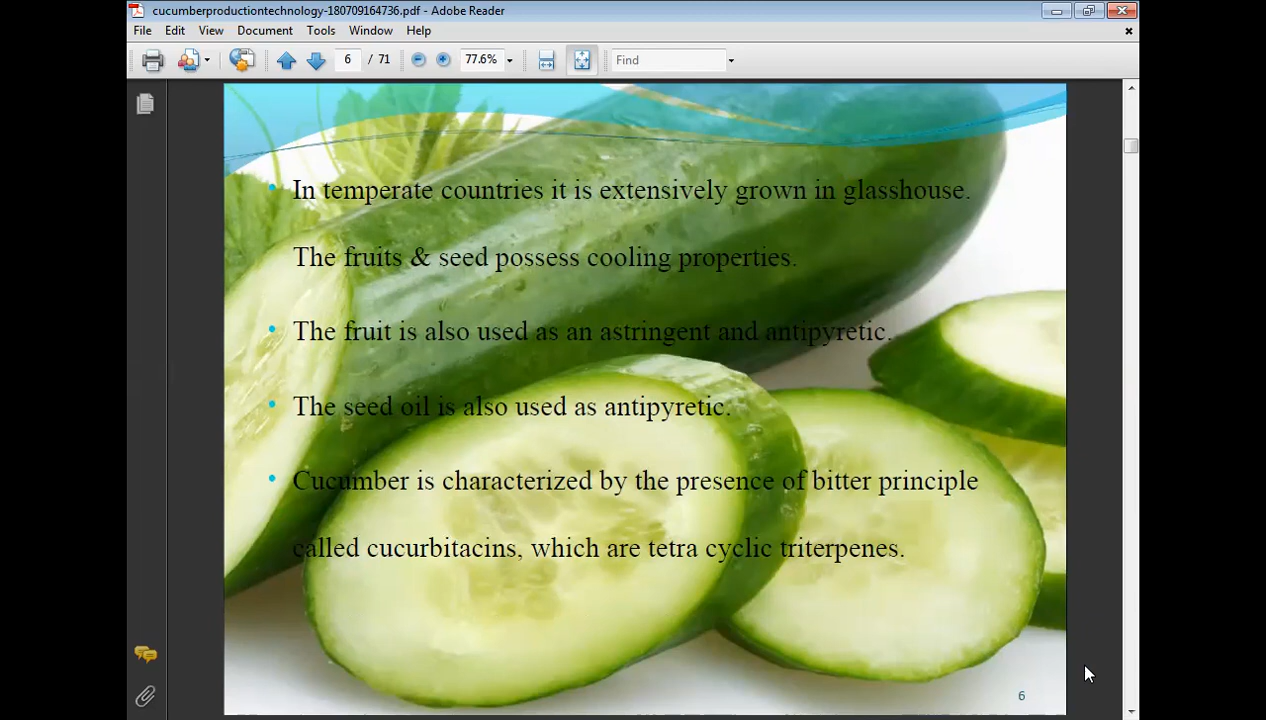 cucumberproductiontechnology-180709164736.pdf - Adobe Reader
File Edit View Document Tools Window Help
6 / 71 77.6% Find
• In temperate countries it is extensively grown in glasshouse.
The fruits & seed possess cooling properties.
• The fruit is also used as an astringent and antipyretic.
• The seed oil is also used as antipyretic.
• Cucumber is characterized by the presence of bitter principle
called cucurbitacins, which are tetra cyclic triterpenes.
6